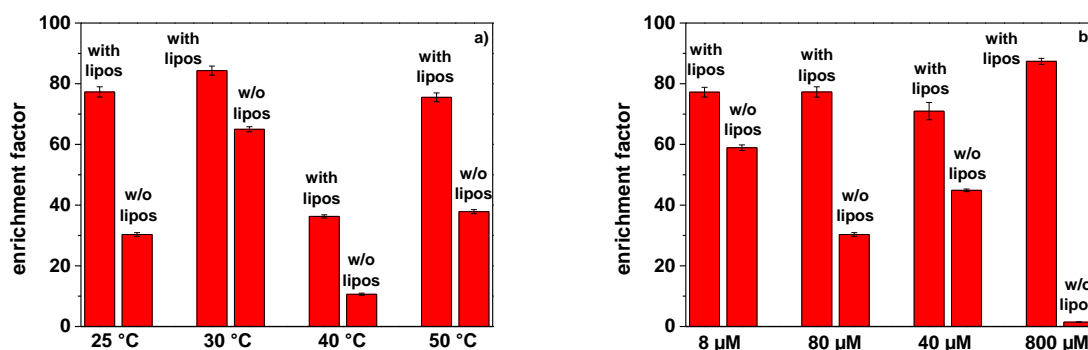 100
80
60
40
20
0
enrichment factor
a)
with
lipos
w/o
lipos
with
lipos
w/o
lipos
with
lipos
w/o
lipos
with
lipos
w/o
lipos
25 °C
30 °C
40 °C
50 °C
100
80
60
40
20
0
enrichment factor
b
with
lipos
w/o
lipos
with
lipos
w/o
lipos
with
lipos
w/o
lipos
with
lipos
w/o
lipos
8 µM
80 µM
40 µM
800 µM